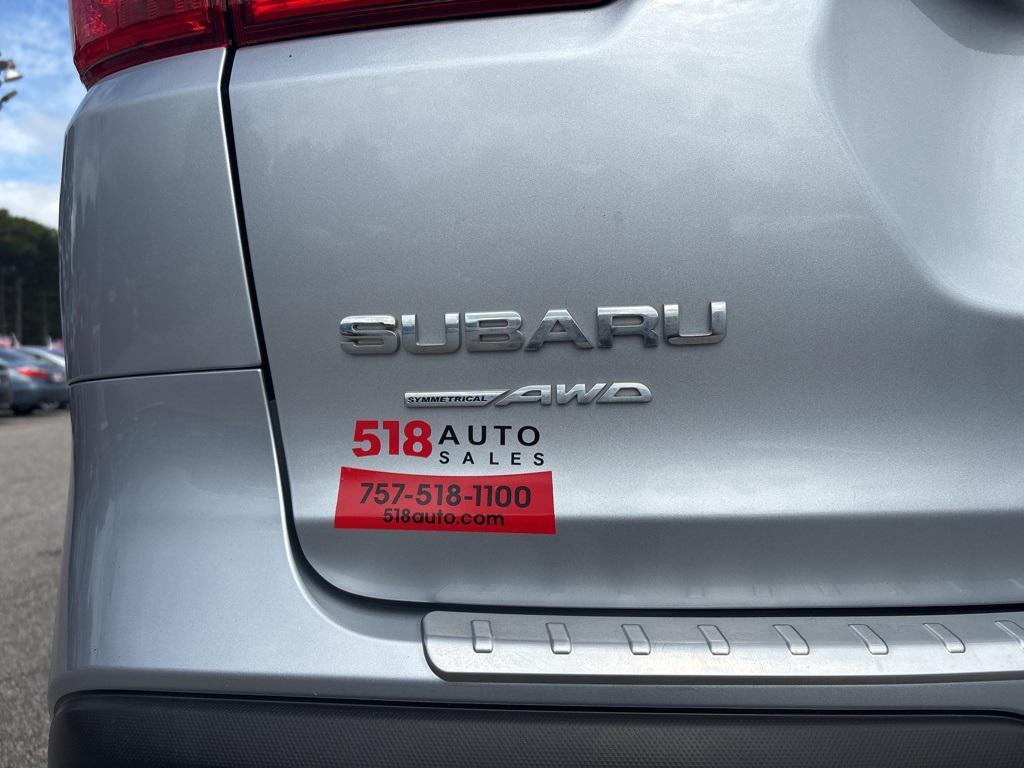 SUBARU
SYMMETRICAL AWD
518 AUTO
SALES
757-518-1100
518auto.com